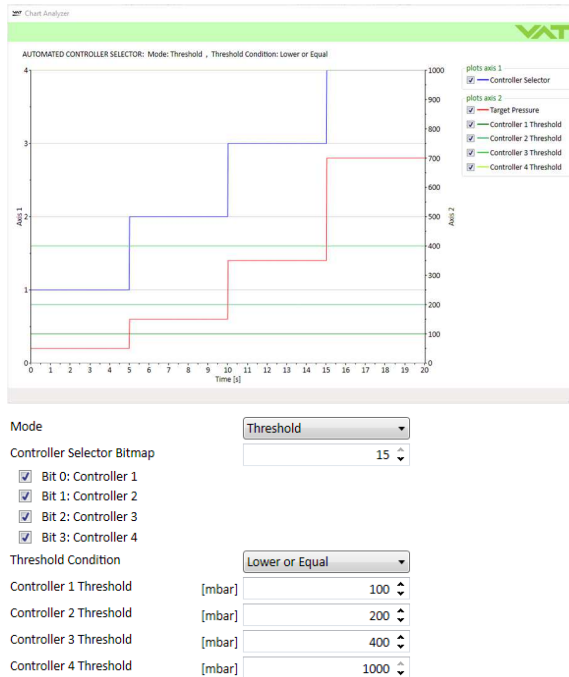 VAT Chart Analyzer
VAT
AUTOMATED CONTROLLER SELECTOR: Mode: Threshold , Threshold Condition: Lower or Equal
plots axis 1
Controller Selector
plots axis 2
Target Pressure
Controller 1 Threshold
Controller 2 Threshold
Controller 3 Threshold
Controller 4 Threshold
4
3
2
1
0
Axis 1
1000
900
800
700
600
500
400
300
200
100
0
Axis 2
0 1 2 3 4 5 6 7 8 9 10 11 12 13 14 15 16 17 18 19 20
Time [s]
Mode Threshold
Controller Selector Bitmap 15
Bit 0: Controller 1
Bit 1: Controller 2
Bit 2: Controller 3
Bit 3: Controller 4
Threshold Condition Lower or Equal
Controller 1 Threshold [mbar] 100
Controller 2 Threshold [mbar] 200
Controller 3 Threshold [mbar] 400
Controller 4 Threshold [mbar] 1000